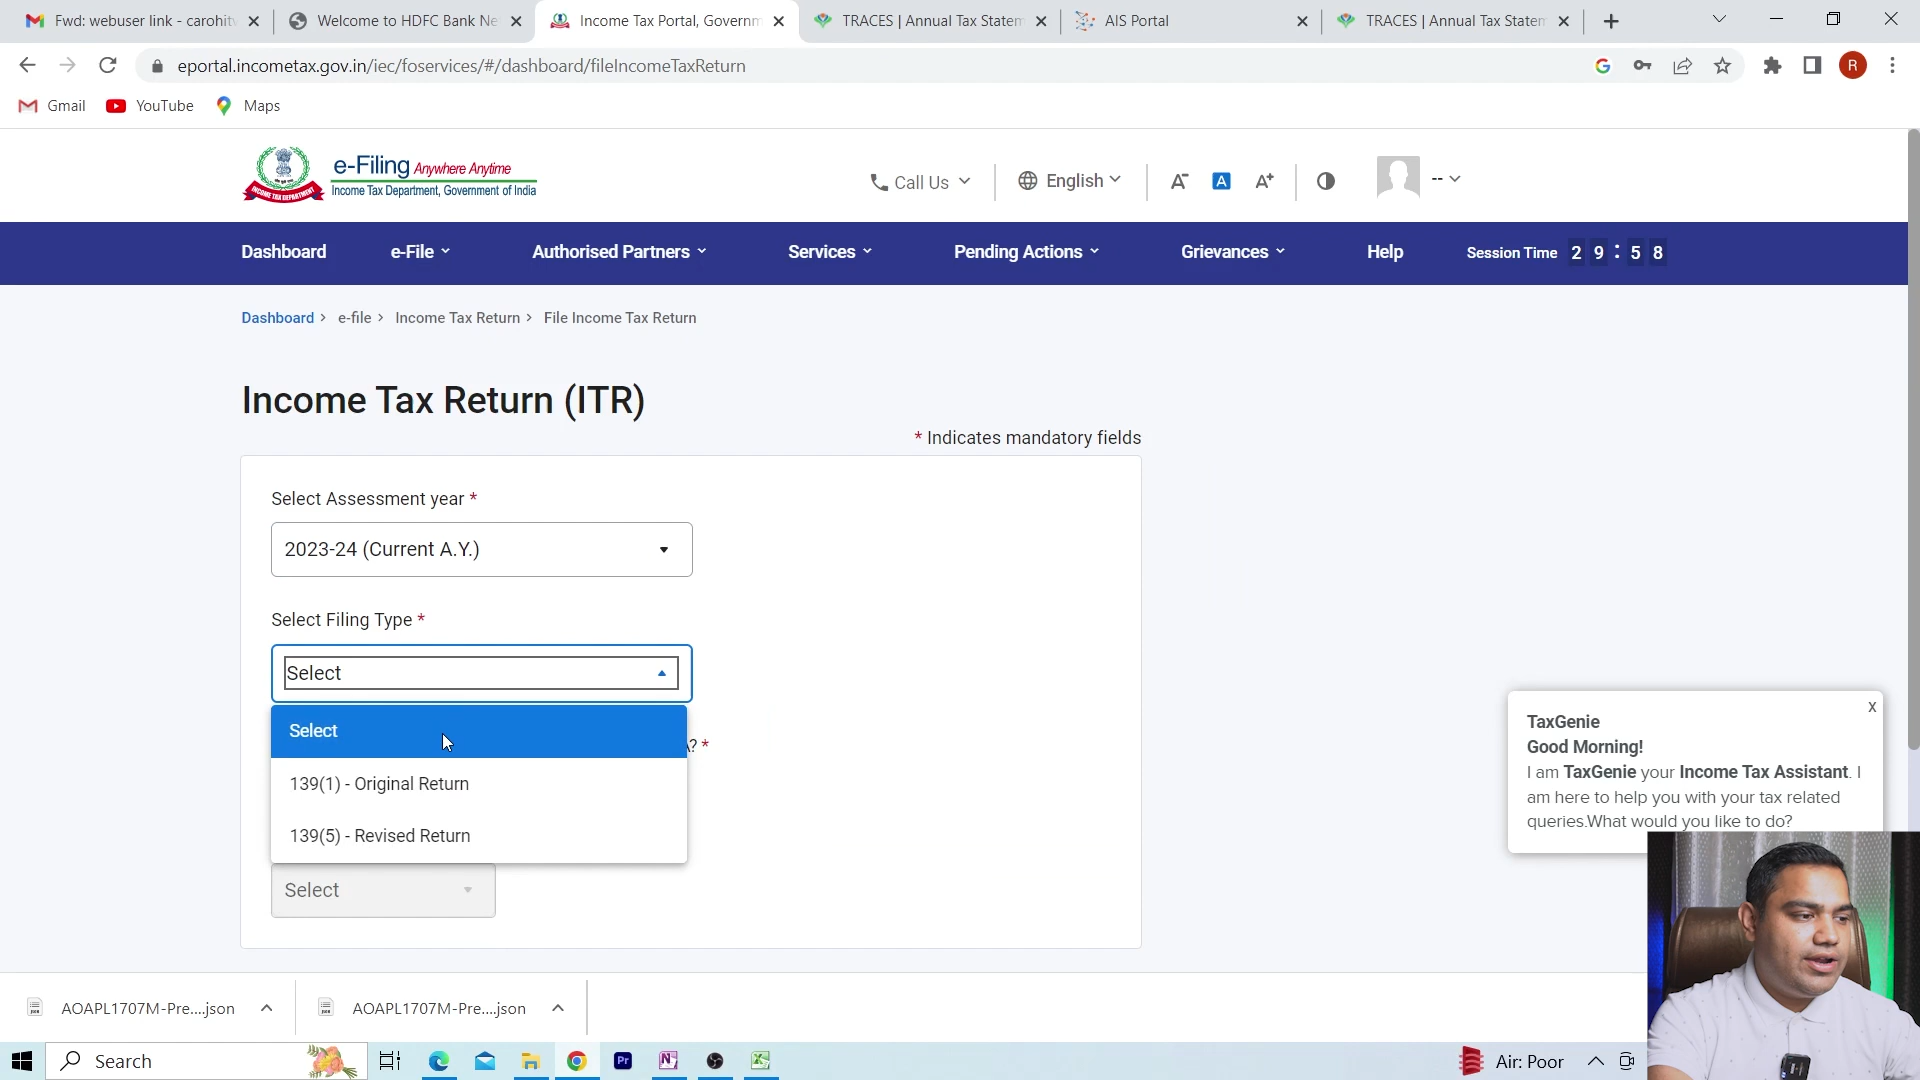 Fwd: webuser link - carohitv
Welcome to HDFC Bank Ne
Income Tax Portal, Governm
TRACES | Annual Tax Statem
AIS Portal
TRACES | Annual Tax Statem
eportal.incometax.gov.in/iec/foservices/#/dashboard/fileIncomeTaxReturn
R
Gmail
YouTube
Maps
e-Filing Anywhere Anytime
Income Tax Department, Government of India
INCOME TAX DEPARTMENT
Call Us
English
A-
A
A+
--
Dashboard
e-File
Authorised Partners
Services
Pending Actions
Grievances
Help
Session Time 2 9 : 5 8
Dashboard > e-file > Income Tax Return > File Income Tax Return
Income Tax Return (ITR)
* Indicates mandatory fields
Select Assessment year *
2023-24 (Current A.Y.)
Select Filing Type *
Select
Select
? *
139(1) - Original Return
139(5) - Revised Return
Select
x
TaxGenie
Good Morning!
I am TaxGenie your Income Tax Assistant. I
am here to help you with your tax related
queries.What would you like to do?
AOAPL1707M-Pre....json
AOAPL1707M-Pre....json
Search
Pr
Air: Poor